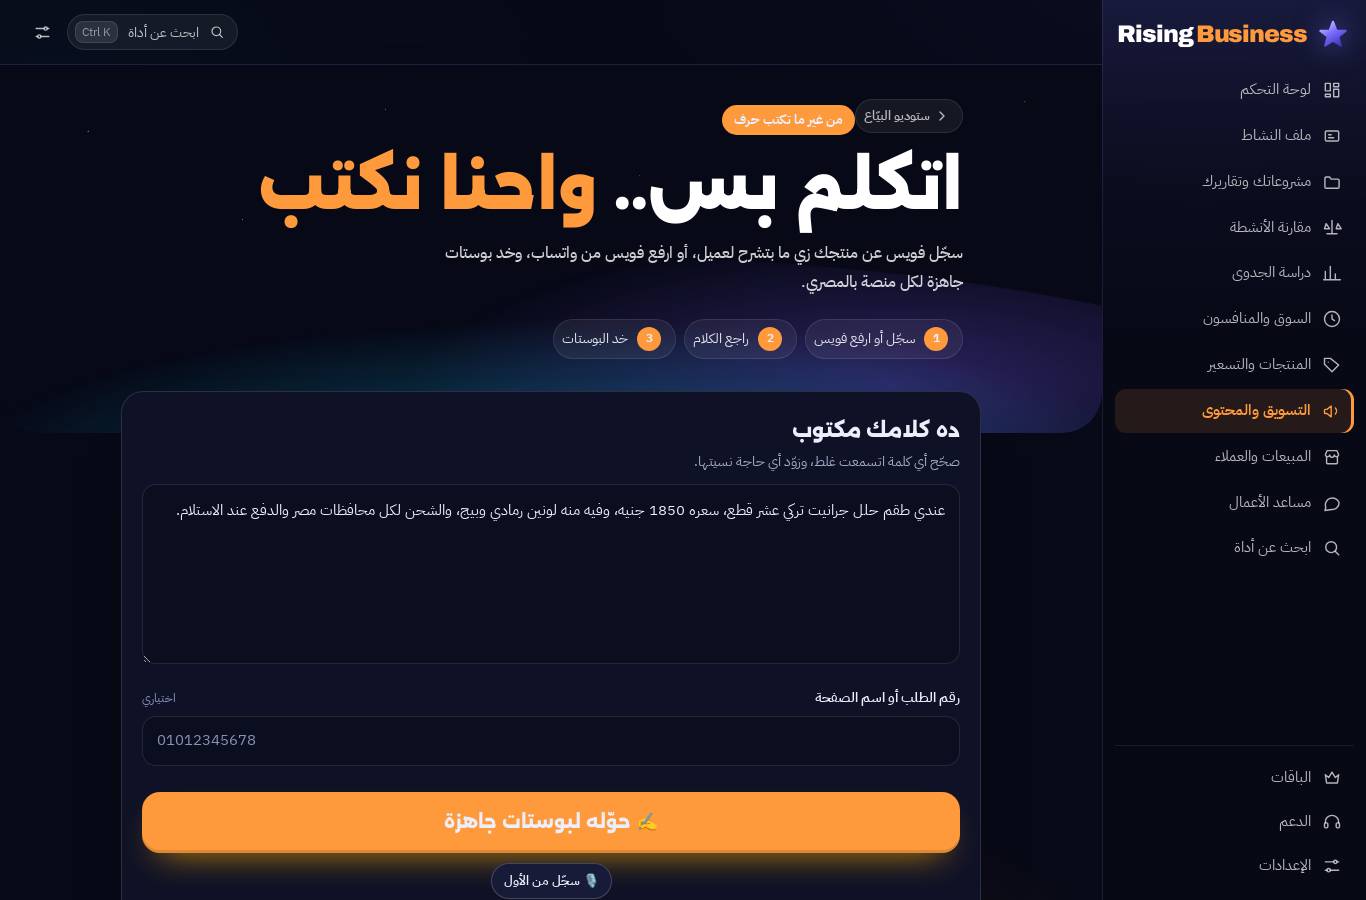 Rising Business
لوحة التحكم
ملف النشاط
مشروعاتك وتقاريرك
مقارنة الأنشطة
دراسة الجدوى
السوق والمنافسون
المنتجات والتسعير
التسويق والمحتوى
المبيعات والعملاء
مساعد الأعمال
ابحث عن أداة
الباقات
الدعم
الإعدادات
ابحث عن أداة Ctrl K
ستوديو البيّاع
من غير ما تكتب حرف
اتكلم بس.. واحنا نكتب
سجّل فويس عن منتجك زي ما بتشرح لعميل، أو ارفع فويس من واتساب، وخد بوستات
جاهزة لكل منصة بالمصري.
1 سجّل أو ارفع فويس
2 راجع الكلام
3 خد البوستات
ده كلامك مكتوب
صحّح أي كلمة اتسمعت غلط، وزوّد أي حاجة نسيتها.
عندي طقم حلل جرانيت تركي عشر قطع، سعره 1850 جنيه، وفيه منه لونين رمادي وبيج، والشحن لكل محافظات مصر والدفع عند الاستلام.
رقم الطلب أو اسم الصفحة
اختياري
01012345678
✍️ حوّله لبوستات جاهزة
🎙️ سجّل من الأول